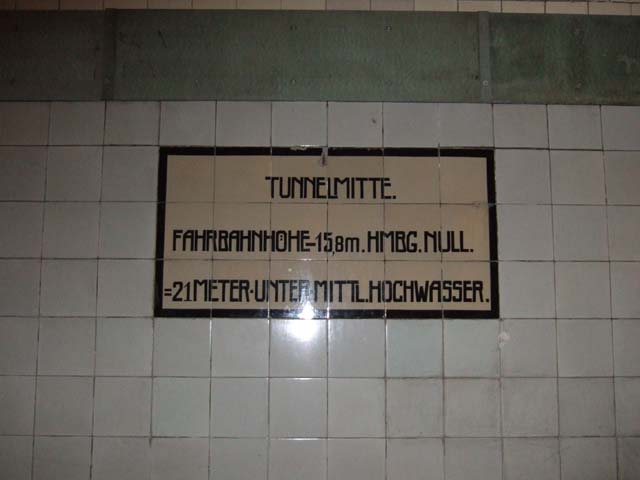 TUNNELMITTE.
FAHRBAHNHÖHE-15,8m. HMBG. NULL.
=21 METER·UNTER·MITTL.HOCHWASSER.